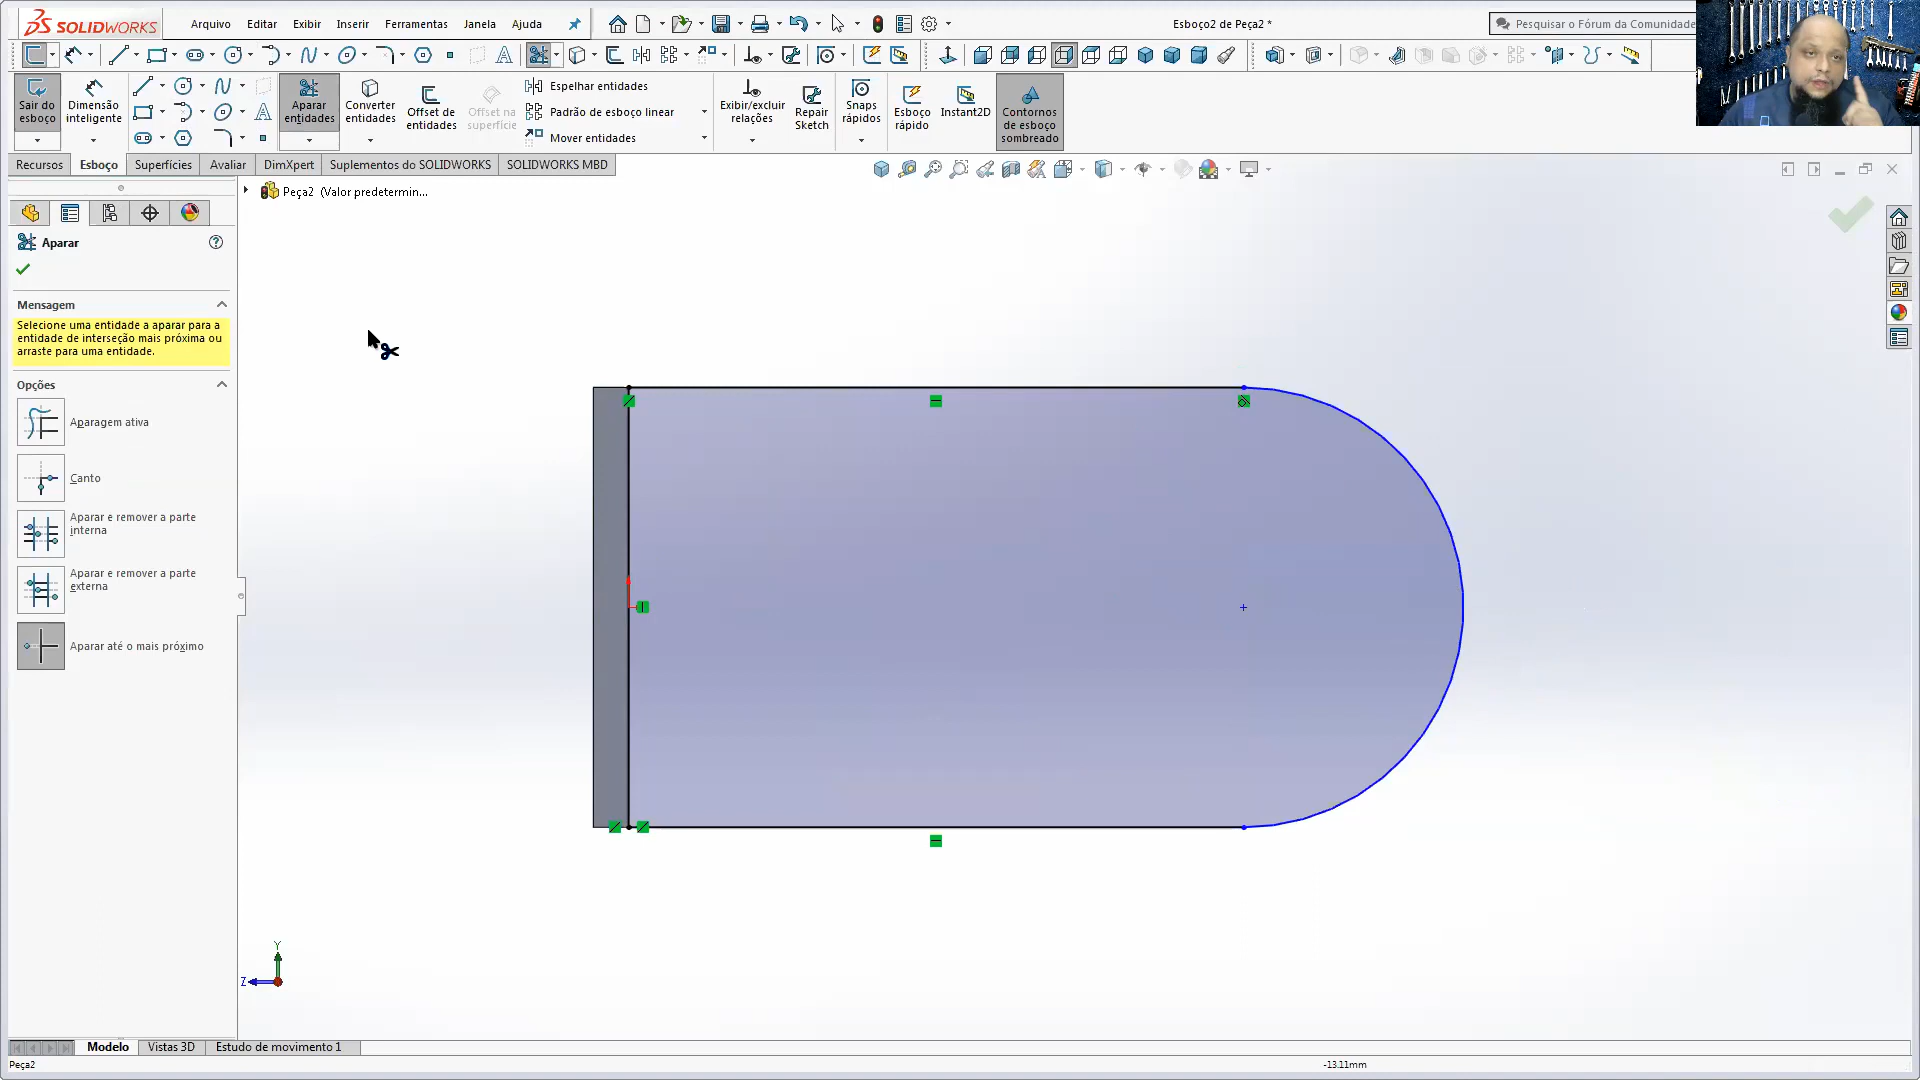 SOLIDWORKS
Arquivo Editar Exibir Inserir Ferramentas Janela Ajuda
Esboço2 de Peça2 *
Pesquisar o Fórum da Comunidade
Sair do esboço
Dimensão inteligente
Aparar entidades
Converter entidades
Offset de entidades
Offset na superfície
Espelhar entidades
Padrão de esboço linear
Mover entidades
Exibir/excluir relações
Repair Sketch
Snaps rápidos
Esboço rápido
Instant2D
Contornos de esboço sombreado
Recursos Esboço Superfícies Avaliar DimXpert Suplementos do SOLIDWORKS SOLIDWORKS MBD
Peça2 (Valor predetermin...
Aparar
Mensagem
Selecione uma entidade a aparar para a
entidade de interseção mais próxima ou
arraste para uma entidade.
Opções
Aparagem ativa
Canto
Aparar e remover a parte
interna
Aparar e remover a parte
externa
Aparar até o mais próximo
Y
Z
Modelo Vistas 3D Estudo de movimento 1
Peça2
-13.11mm